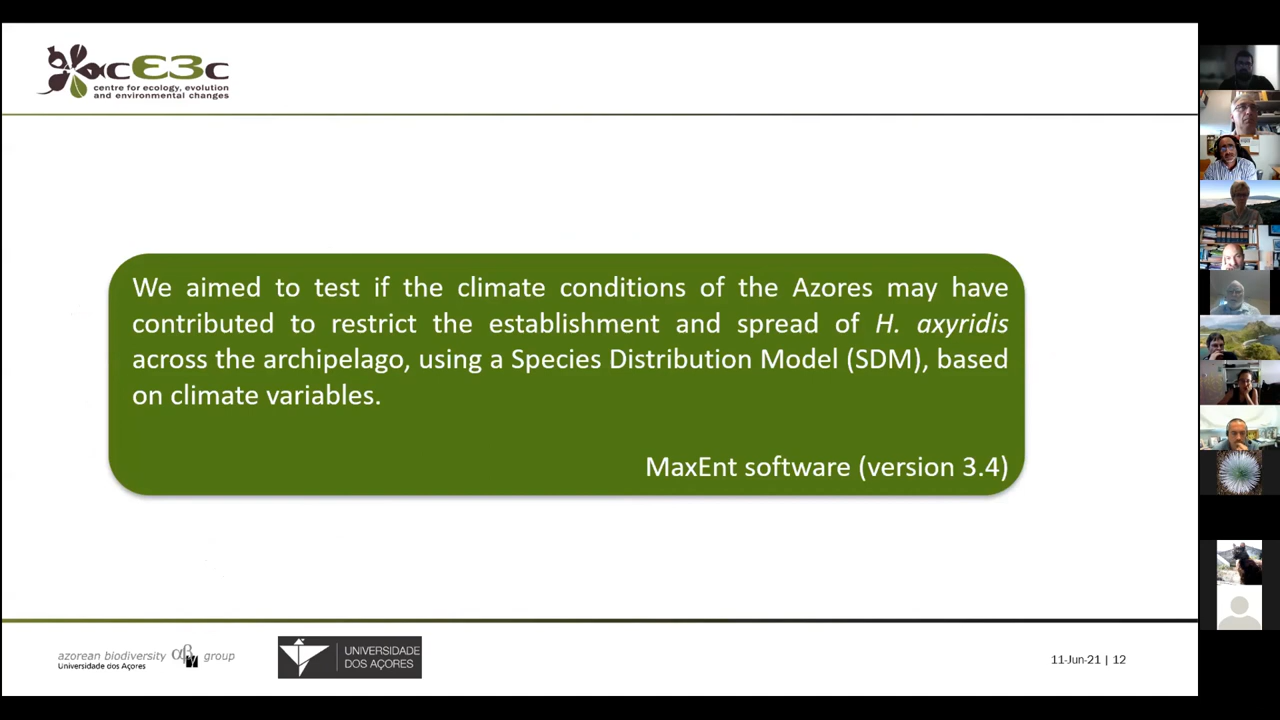 cE3c
centre for ecology, evolution
and environmental changes
We aimed to test if the climate conditions of the Azores may have
contributed to restrict the establishment and spread of H. axyridis
across the archipelago, using a Species Distribution Model (SDM), based
on climate variables.
MaxEnt software (version 3.4)
azorean biodiversity αβγ group
Universidade dos Açores
UNIVERSIDADE
DOS AÇORES
11-Jun-21 | 12